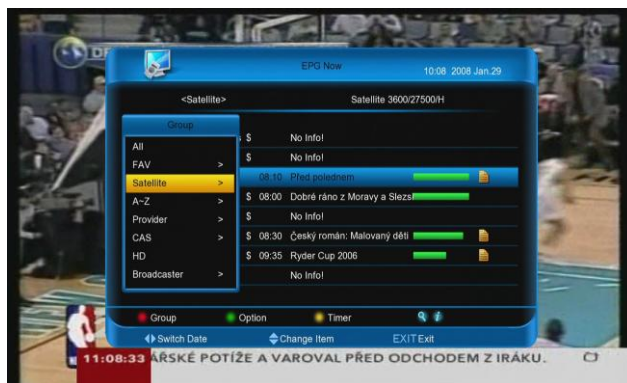 DE
EPG Now
10:08 2008 Jan.29
<Satellite>
Satellite 3600/27500/H
Group
All
FAV >
Satellite >
A~Z >
Provider >
CAS >
HD
Broadcaster >
s $ No Info!
$ No Info!
08:10 Před polednem
$ 08:00 Dobré ráno z Moravy a Slezs
$ No Info!
$ 08:30 Český román: Malovaný děti
$ 09:35 Ryder Cup 2006
No Info!
Group
Option
Timer
Switch Date
Change Item
EXIT Exit
11:08:33 ÁŘSKÉ POTÍŽE A VAROVAL PŘED ODCHODEM Z IRÁKU.